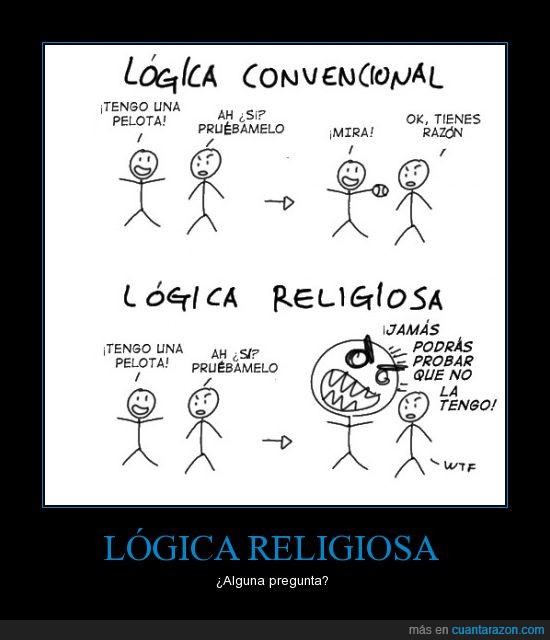 LÓGICA CONVENCIONAL
¡TENGO UNA
PELOTA!
AH ¿SI?
PRUÉBAMELO
¡MIRA!
OK, TIENES
RAZÓN
LÓGICA RELIGIOSA
¡TENGO UNA
PELOTA!
AH ¿SÍ?
PRUÉBAMELO
¡JAMÁS
PODRÁS
PROBAR
QUE NO
LA
TENGO!
WTF
LÓGICA RELIGIOSA
¿Alguna pregunta?
más en cuantarazon.com